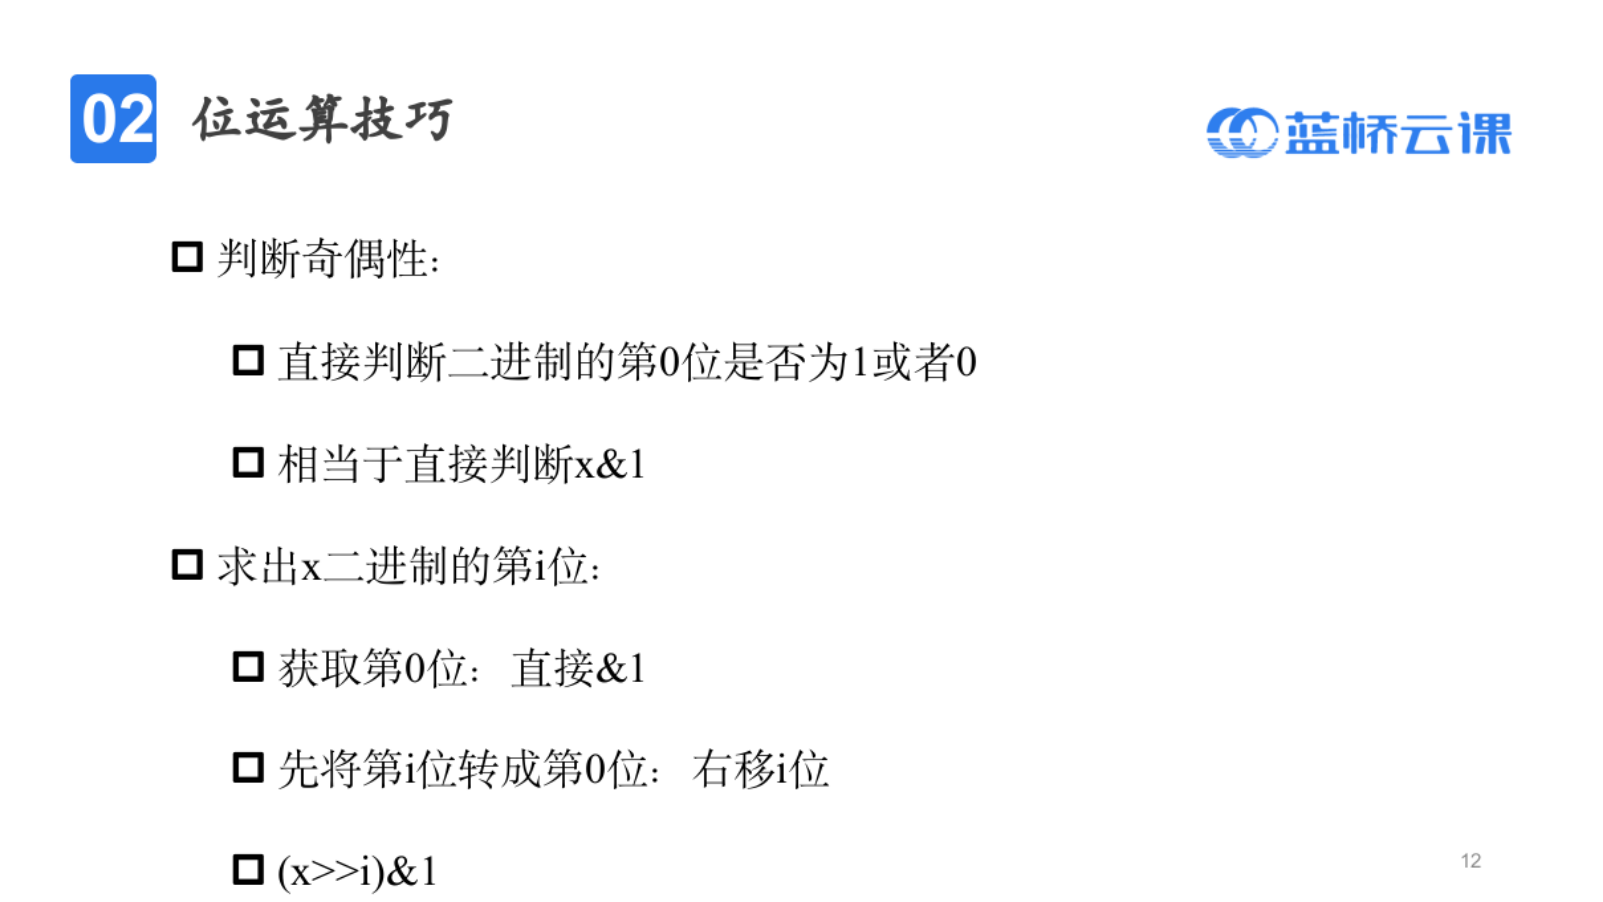 02 位运算技巧
蓝桥云课
判断奇偶性：
直接判断二进制的第0位是否为1或者0
相当于直接判断x&1
求出x二进制的第i位：
获取第0位：直接&1
先将第i位转成第0位：右移i位
(x>>i)&1
12